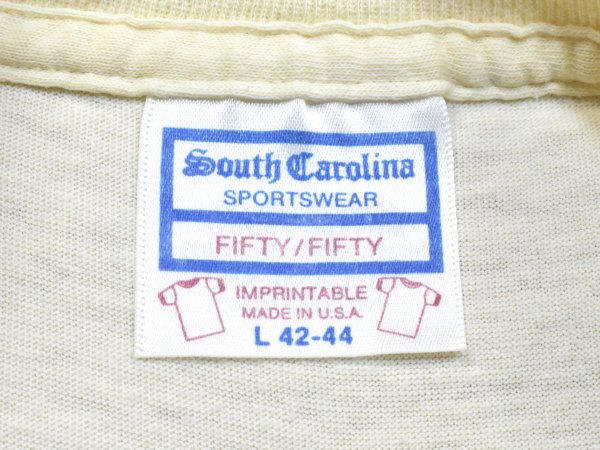 South Carolina
SPORTSWEAR
FIFTY/FIFTY
IMPRINTABLE
MADE IN U.S.A.
L 42-44